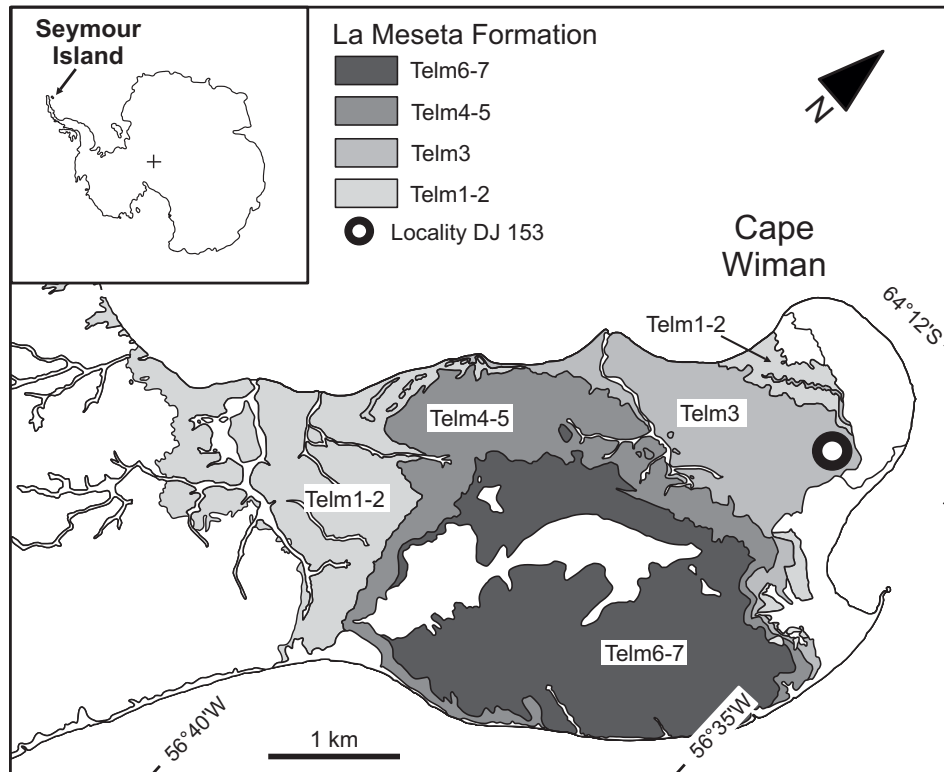 Seymour
Island
La Meseta Formation
Telm6-7
Telm4-5
Telm3
Telm1-2
Locality DJ 153
N
Cape
Wiman
64°12'S
Telm1-2
Telm4-5
Telm3
Telm1-2
Telm6-7
56°40'W
1 km
56°35'W